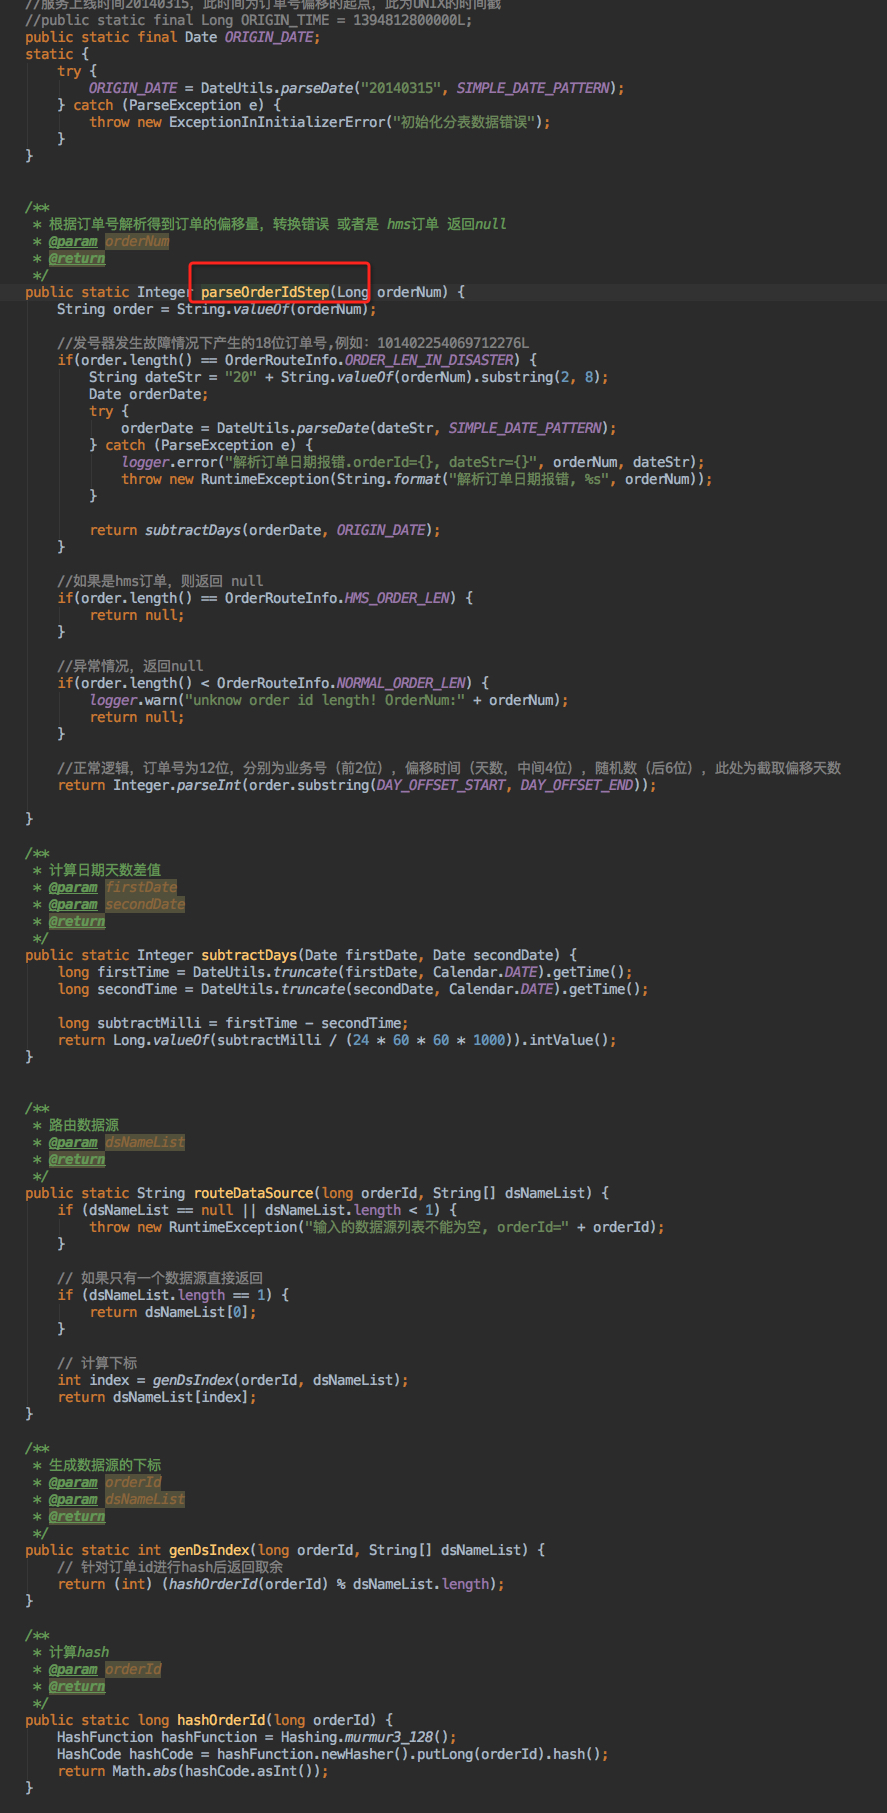 //服务上线时间20140315, 此时间为订单号偏移的起点, 此为UNIX的时间戳
//public static final Long ORIGIN_TIME = 1394812800000L;
public static final Date ORIGIN_DATE;
static {
try {
ORIGIN_DATE = DateUtils.parseDate("20140315", SIMPLE_DATE_PATTERN);
} catch (ParseException e) {
throw new ExceptionInInitializerError("初始化分表数据错误");
}
}
/**
* 根据订单号解析得到订单的偏移量, 转换错误 或者是 hms订单 返回null
* @param orderNum
* @return
*/
public static Integer parseOrderIdStep(Long orderNum) {
String order = String.valueOf(orderNum);
//发号器发生故障情况下产生的18位订单号,例如: 101402254069712276L
if(order.length() == OrderRouteInfo.ORDER_LEN_IN_DISASTER) {
String dateStr = "20" + String.valueOf(orderNum).substring(2, 8);
Date orderDate;
try {
orderDate = DateUtils.parseDate(dateStr, SIMPLE_DATE_PATTERN);
} catch (ParseException e) {
logger.error("解析订单日期报错.orderId={}, dateStr={}", orderNum, dateStr);
throw new RuntimeException(String.format("解析订单日期报错, %s", orderNum));
}
return subtractDays(orderDate, ORIGIN_DATE);
}
//如果是hms订单, 则返回 null
if(order.length() == OrderRouteInfo.HMS_ORDER_LEN) {
return null;
}
//异常情况, 返回null
if(order.length() < OrderRouteInfo.NORMAL_ORDER_LEN) {
logger.warn("unknow order id length! OrderNum:" + orderNum);
return null;
}
//正常逻辑, 订单号为12位, 分别为业务号（前2位）, 偏移时间（天数, 中间4位）, 随机数（后6位）, 此处为截取偏移天数
return Integer.parseInt(order.substring(DAY_OFFSET_START, DAY_OFFSET_END));
}
/**
* 计算日期天数差值
* @param firstDate
* @param secondDate
* @return
*/
public static Integer subtractDays(Date firstDate, Date secondDate) {
long firstTime = DateUtils.truncate(firstDate, Calendar.DATE).getTime();
long secondTime = DateUtils.truncate(secondDate, Calendar.DATE).getTime();
long subtractMilli = firstTime - secondTime;
return Long.valueOf(subtractMilli / (24 * 60 * 60 * 1000)).intValue();
}
/**
* 路由数据源
* @param dsNameList
* @return
*/
public static String routeDataSource(long orderId, String[] dsNameList) {
if (dsNameList == null || dsNameList.length < 1) {
throw new RuntimeException("输入的数据源列表不能为空, orderId=" + orderId);
}
// 如果只有一个数据源直接返回
if (dsNameList.length == 1) {
return dsNameList[0];
}
// 计算下标
int index = genDsIndex(orderId, dsNameList);
return dsNameList[index];
}
/**
* 生成数据源的下标
* @param orderId
* @param dsNameList
* @return
*/
public static int genDsIndex(long orderId, String[] dsNameList) {
// 针对订单id进行hash后返回取余
return (int) (hashOrderId(orderId) % dsNameList.length);
}
/**
* 计算hash
* @param orderId
* @return
*/
public static long hashOrderId(long orderId) {
HashFunction hashFunction = Hashing.murmur3_128();
HashCode hashCode = hashFunction.newHasher().putLong(orderId).hash();
return Math.abs(hashCode.asInt());
}